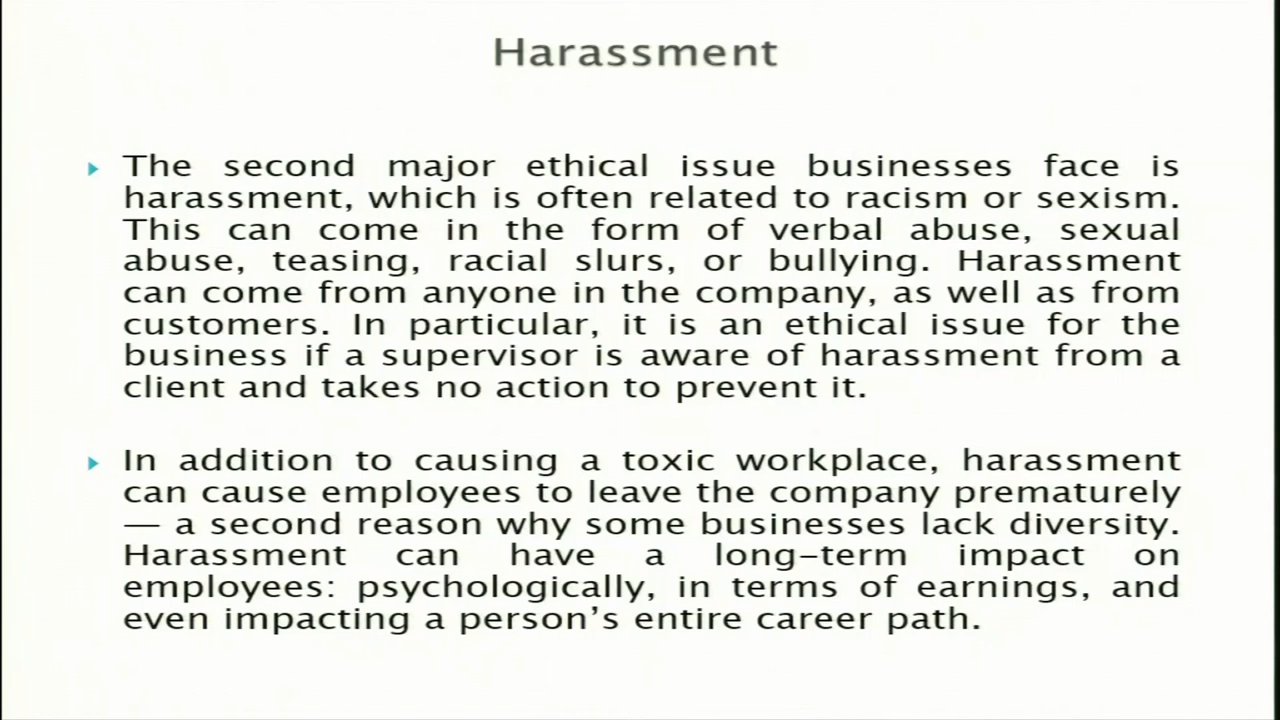 Harassment
The second major ethical issue businesses face is
harassment, which is often related to racism or sexism.
This can come in the form of verbal abuse, sexual
abuse, teasing, racial slurs, or bullying. Harassment
can come from anyone in the company, as well as from
customers. In particular, it is an ethical issue for the
business if a supervisor is aware of harassment from a
client and takes no action to prevent it.
In addition to causing a toxic workplace, harassment
can cause employees to leave the company prematurely
— a second reason why some businesses lack diversity.
Harassment can have a long–term impact on
employees: psychologically, in terms of earnings, and
even impacting a person’s entire career path.